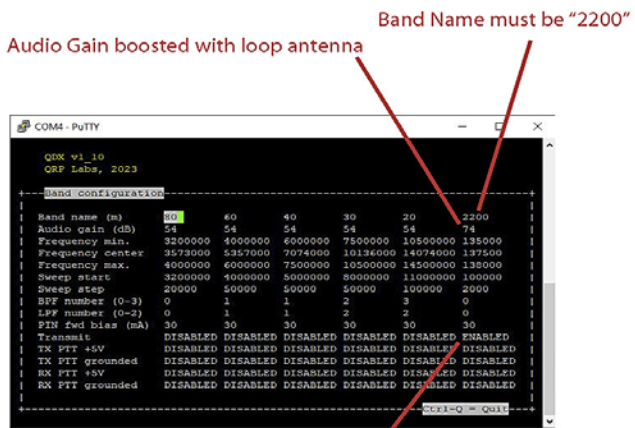 Band Name must be "2200"
Audio Gain boosted with loop antenna
COM4 - PuTTY
QDX v1_10
QRP Labs, 2023
Band configuration
Band name (m) 80 60 40 30 20 2200
Audio gain (dB) 54 54 54 54 54 74
Frequency min. 3200000 4000000 6000000 7500000 10500000 135000
Frequency center 3573000 5357000 7074000 10136000 14074000 137500
Frequency max. 4000000 6000000 7500000 10500000 14500000 138000
Sweep start 3200000 4000000 5000000 8000000 11000000 100000
Sweep step 20000 50000 50000 50000 100000 2000
BPF number (0-3) 0 1 1 2 3 0
LPF number (0-2) 0 1 1 2 2 0
PIN fwd bias (mA) 30 30 30 30 30 30
Transmit DISABLED DISABLED DISABLED DISABLED DISABLED ENABLED
TX PTT +5V DISABLED DISABLED DISABLED DISABLED DISABLED DISABLED
TX PTT grounded DISABLED DISABLED DISABLED DISABLED DISABLED DISABLED
RX PTT +5V DISABLED DISABLED DISABLED DISABLED DISABLED DISABLED
RX PTT grounded DISABLED DISABLED DISABLED DISABLED DISABLED DISABLED
Ctrl-Q = Quit